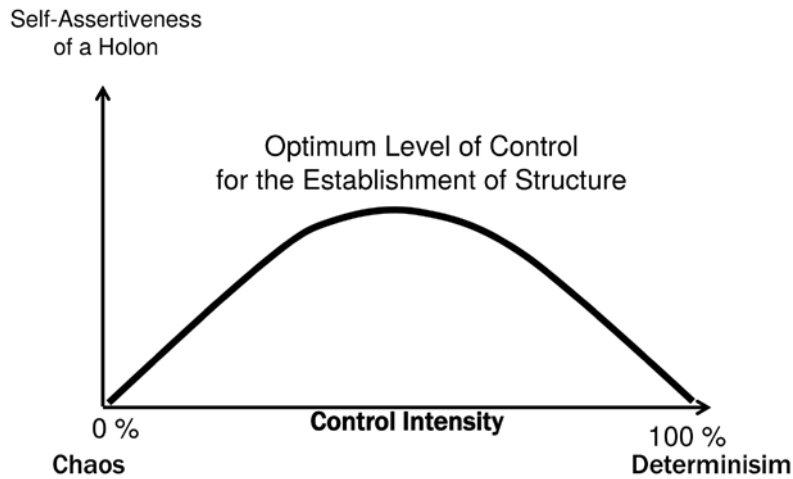 Self-Assertiveness
of a Holon
Optimum Level of Control
for the Establishment of Structure
0 %
Control Intensity
100 %
Chaos
Determinisim